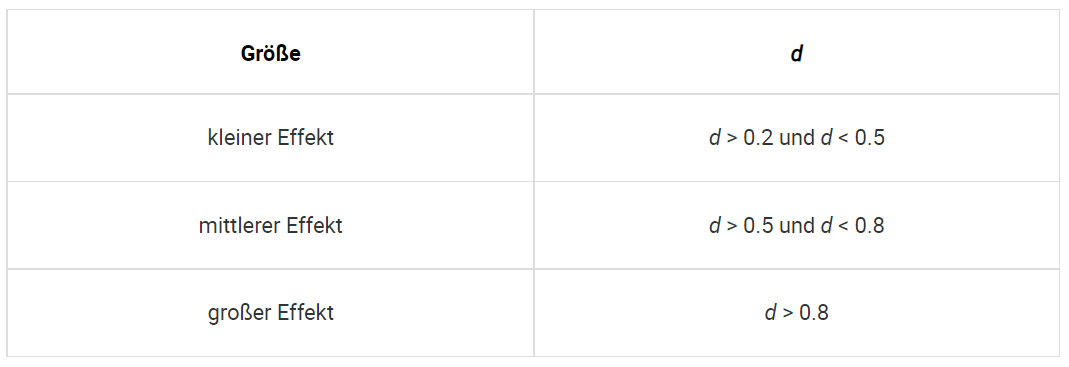 Größe d
kleiner Effekt d > 0.2 und d < 0.5
mittlerer Effekt d > 0.5 und d < 0.8
großer Effekt d > 0.8